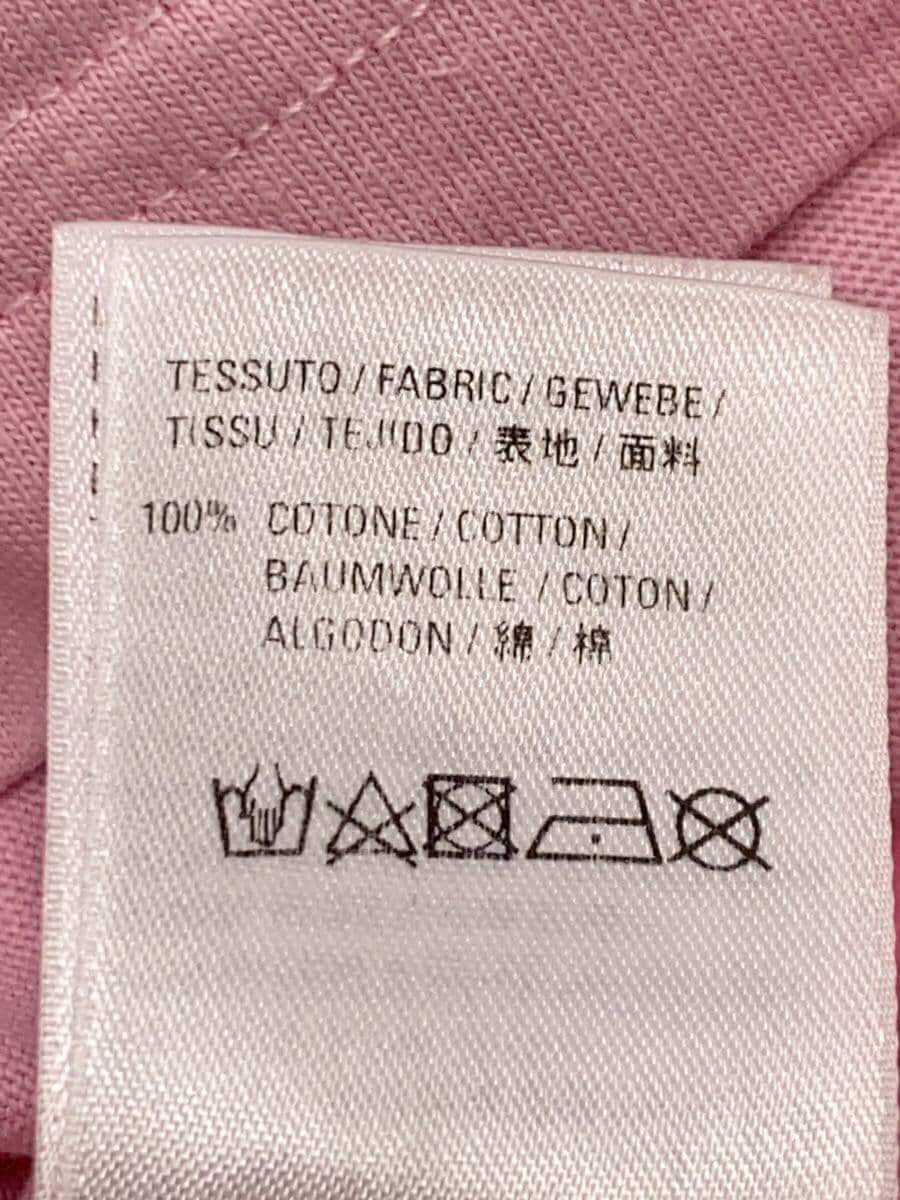 TESSUTO / FABRIC / GEWEBE /
TISSU / TEJIDO / 表地 / 面料
100% COTONE / COTTON /
BAUMWOLLE / COTON /
ALGODON / 綿 / 棉